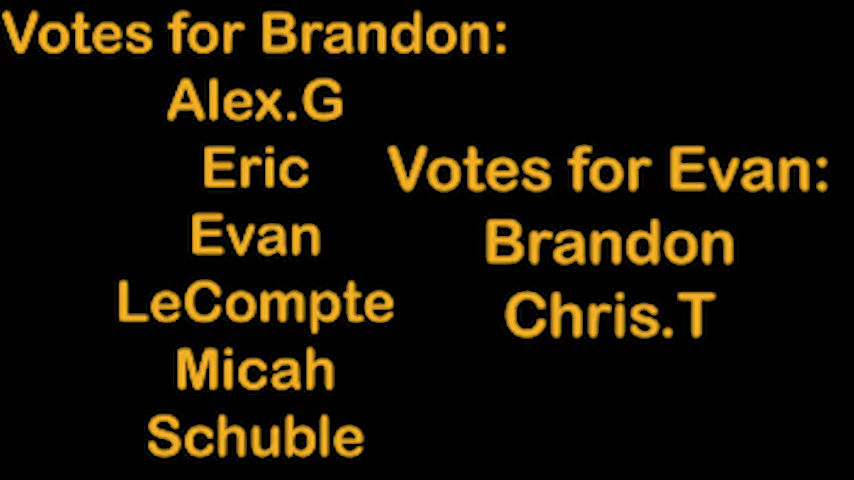 Votes for Brandon:
Alex.G
Eric
Evan
LeCompte
Micah
Schuble
Votes for Evan:
Brandon
Chris.T